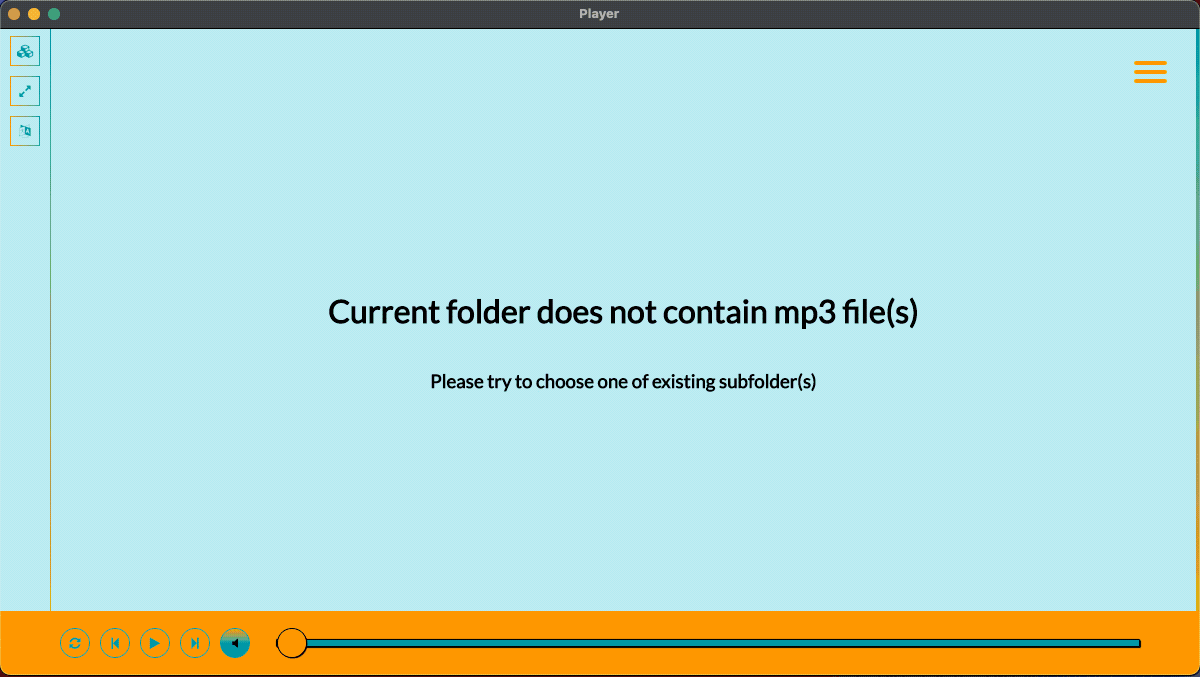 Player
Current folder does not contain mp3 file(s)
Please try to choose one of existing subfolder(s)